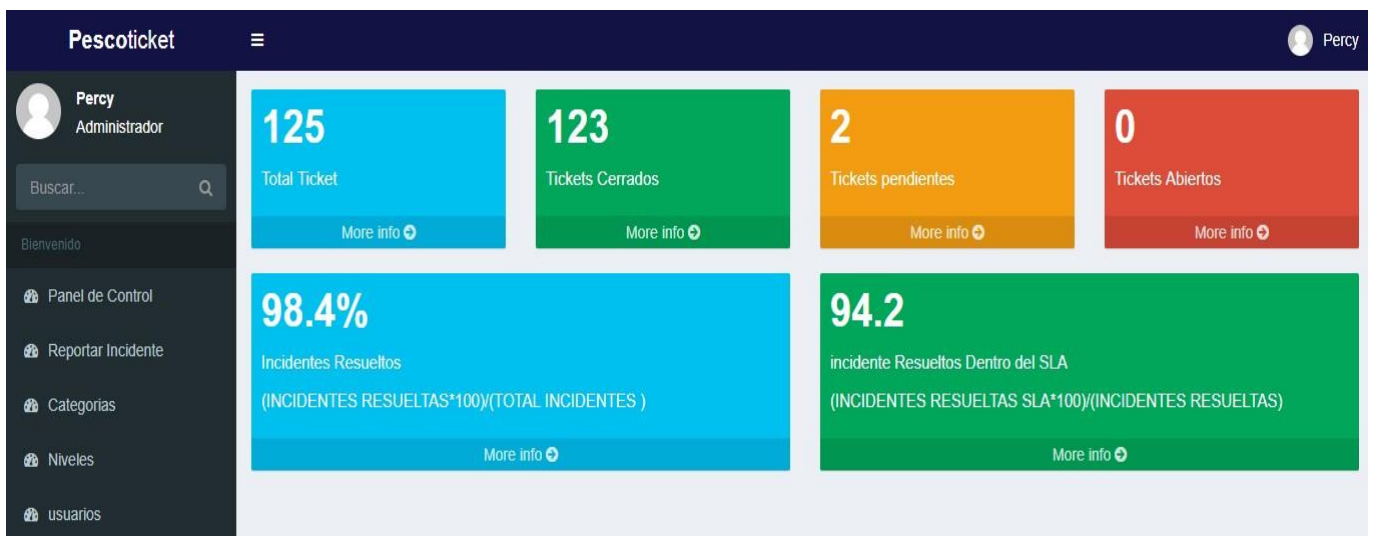 Pescoticket
Percy
Percy
Administrador
Buscar...
Bienvenido
Panel de Control
Reportar Incidente
Categorias
Niveles
usuarios
125
Total Ticket
More info
123
Tickets Cerrados
More info
2
Tickets pendientes
More info
0
Tickets Abiertos
More info
98.4%
Incidentes Resueltos
(INCIDENTES RESUELTAS*100)/(TOTAL INCIDENTES )
More info
94.2
incidente Resueltos Dentro del SLA
(INCIDENTES RESUELTAS SLA*100)/(INCIDENTES RESUELTAS)
More info